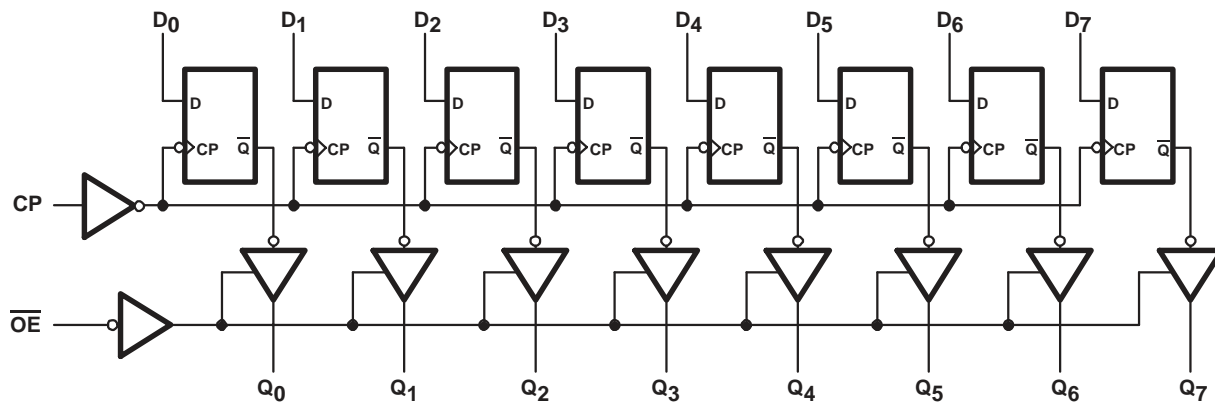 D0 D1 D2 D3 D4 D5 D6 D7
D D D D D D D D
CP Q̅ CP Q̅ CP Q̅ CP Q̅ CP Q̅ CP Q̅ CP Q̅ CP Q̅
CP
O̅E̅
Q0 Q1 Q2 Q3 Q4 Q5 Q6 Q7